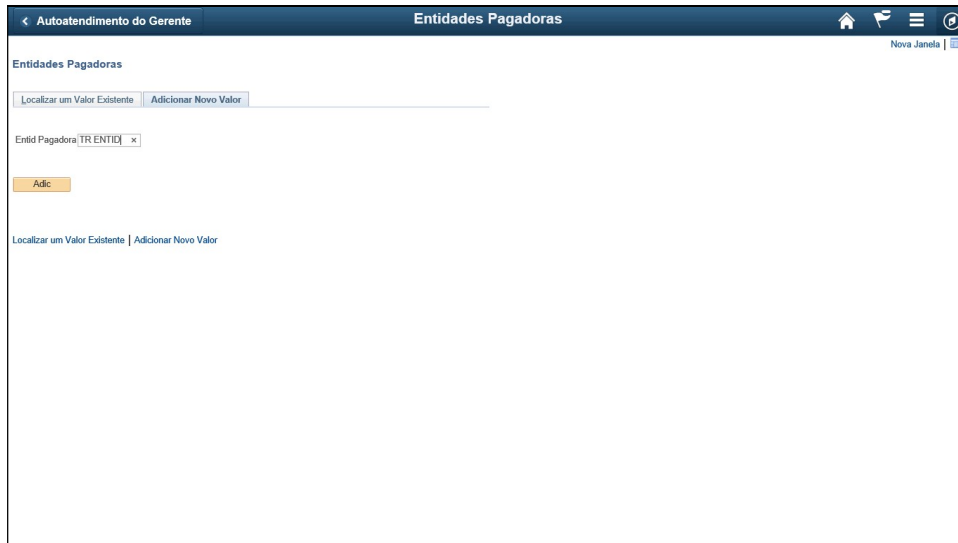 Autoatendimento do Gerente
Entidades Pagadoras
Nova Janela |
Entidades Pagadoras
Localizar um Valor Existente
Adicionar Novo Valor
Entid Pagadora TR ENTID ×
Adic
Localizar um Valor Existente | Adicionar Novo Valor